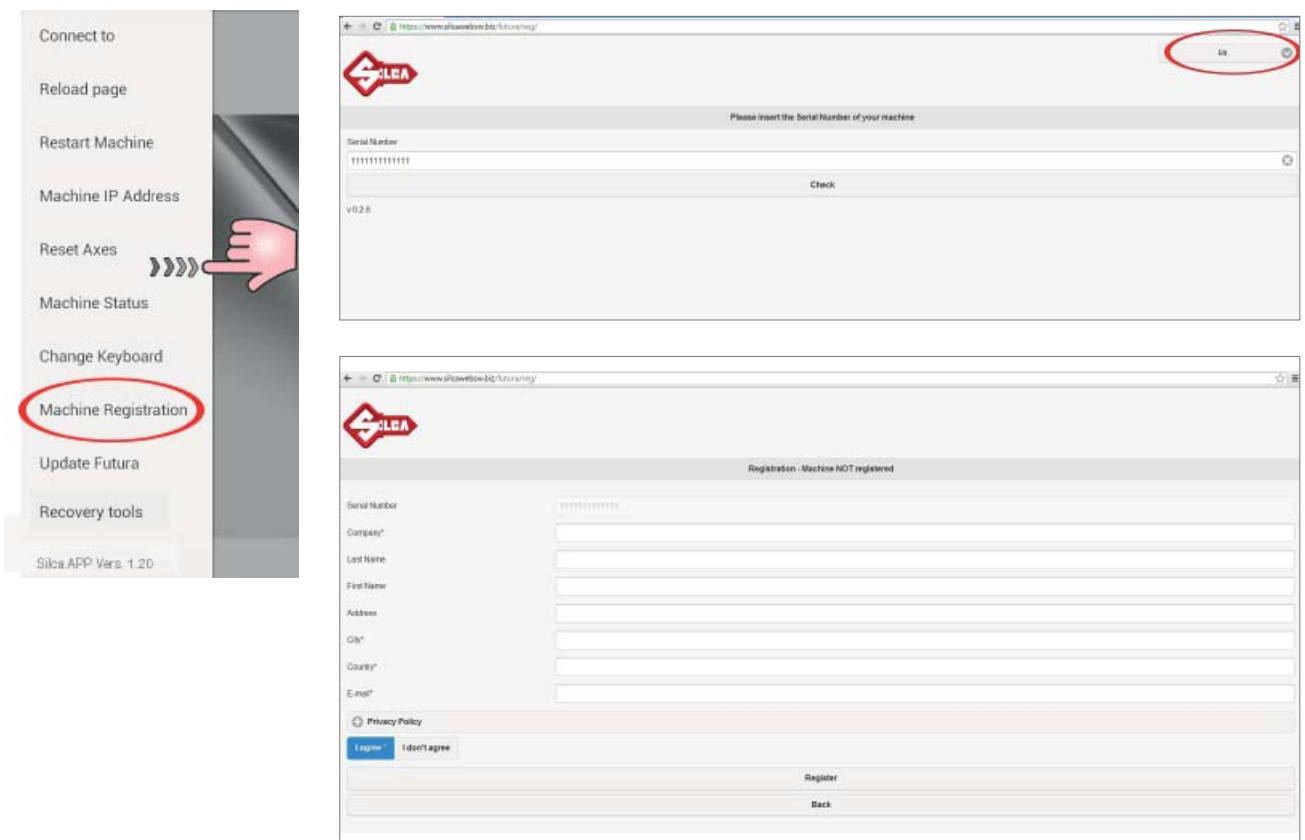 Connect to
Reload page
Restart Machine
Machine IP Address
Reset Axes
Machine Status
Change Keyboard
Machine Registration
Update Futura
Recovery tools
Silca APP Vers. 1.20
https://www.silcawebsw.biz/futura/reg/
SILCA
En
Please insert the Serial Number of your machine
Serial Number
1111111111111
Check
v 0.2.6
https://www.silcawebsw.biz/futura/reg/
SILCA
Registration - Machine NOT registered
Serial Number 1111111111111
Company*
Last Name
First Name
Address
City*
Country*
E-mail*
Privacy Policy
I agree * I don't agree
Register
Back